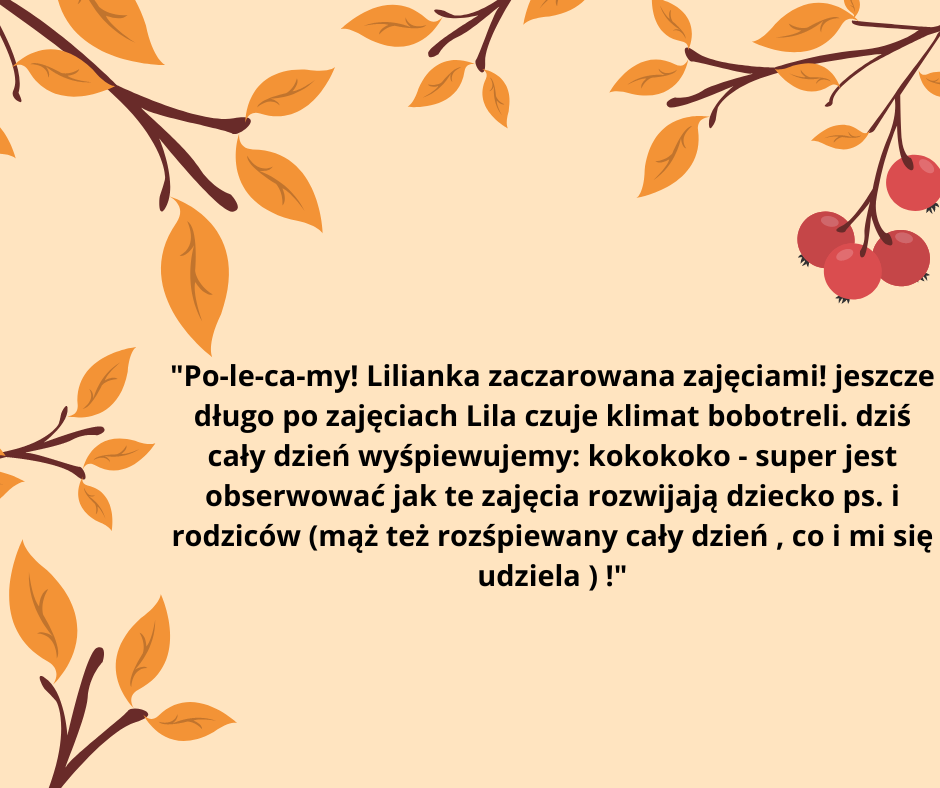 "Po-le-ca-my! Lilianka zaczarowana zajęciami! jeszcze
długo po zajęciach Lila czuje klimat bobotreli. dziś
cały dzień wyśpiewujemy: kokokoko - super jest
obserwować jak te zajęcia rozwijają dziecko ps. i
rodziców (mąż też rozśpiewany cały dzień , co i mi się
udziela ) !"